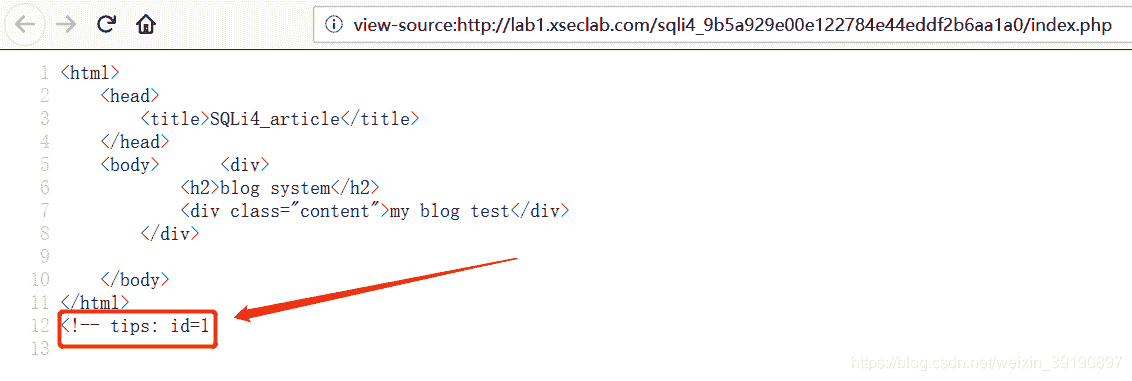 view-source:http://lab1.xseclab.com/sqli4_9b5a929e00e122784e44eddf2b6aa1a0/index.php
1 <html>
2 <head>
3 <title>SQLi4_article</title>
4 </head>
5 <body> <div>
6 <h2>blog system</h2>
7 <div class="content">my blog test</div>
8 </div>
9
10 </body>
11 </html>
12 <!-- tips: id=1
13
https://blog.csdn.net/weixin_39190897